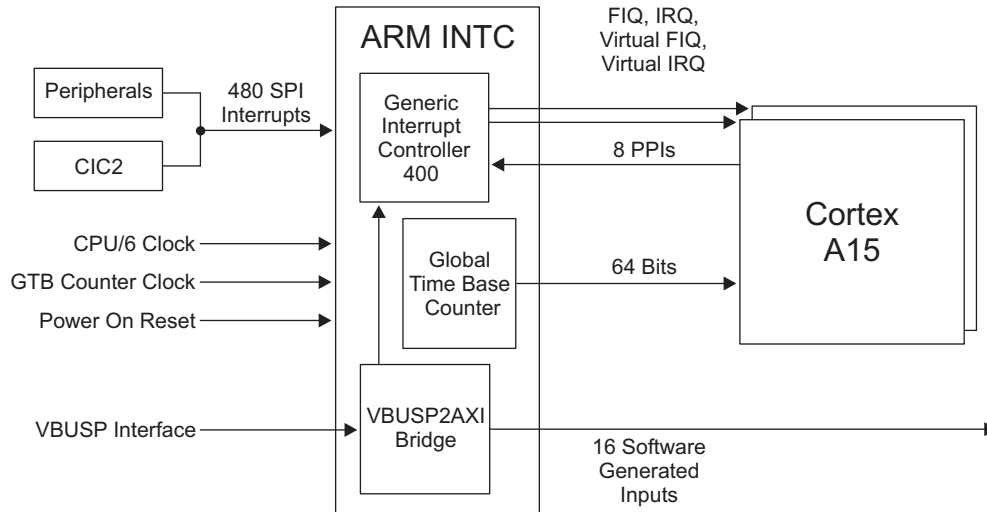 ARM INTC
FIQ, IRQ,
Virtual FIQ,
Virtual IRQ
Peripherals
CIC2
480 SPI
Interrupts
Generic
Interrupt
Controller
400
8 PPIs
Cortex
A15
CPU/6 Clock
GTB Counter Clock
Power On Reset
Global
Time Base
Counter
64 Bits
VBUSP Interface
VBUSP2AXI
Bridge
16 Software
Generated
Inputs